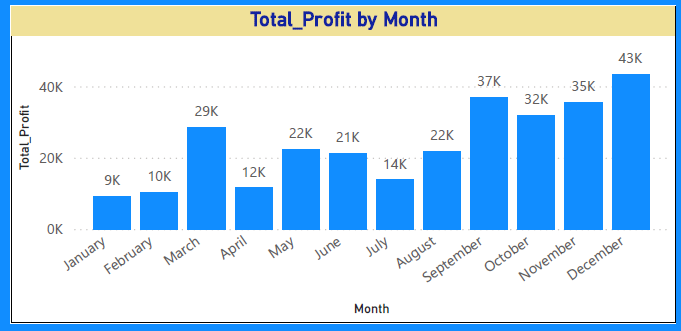 Total_Profit by Month
Total_Profit
40K
20K
0K
9K
10K
29K
12K
22K
21K
14K
22K
37K
32K
35K
43K
January
February
March
April
May
June
July
August
September
October
November
December
Month